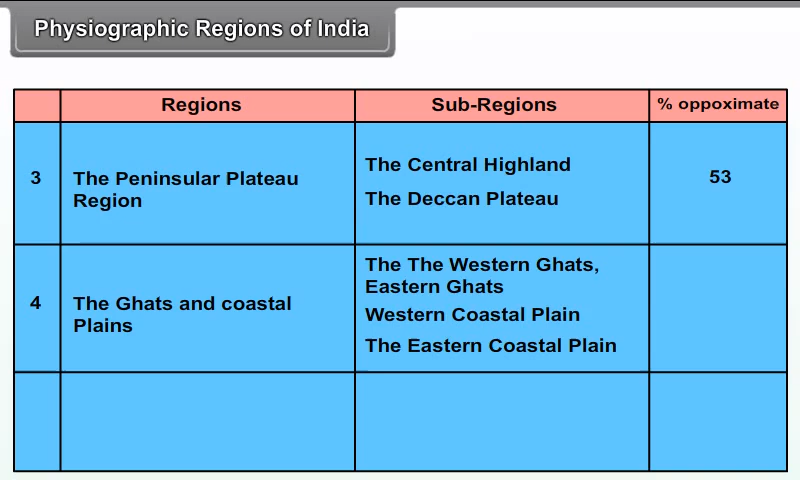 Physiographic Regions of India
Regions
Sub-Regions
% oppoximate
3
The Peninsular Plateau
Region
The Central Highland
The Deccan Plateau
53
4
The Ghats and coastal
Plains
The The Western Ghats,
Eastern Ghats
Western Coastal Plain
The Eastern Coastal Plain